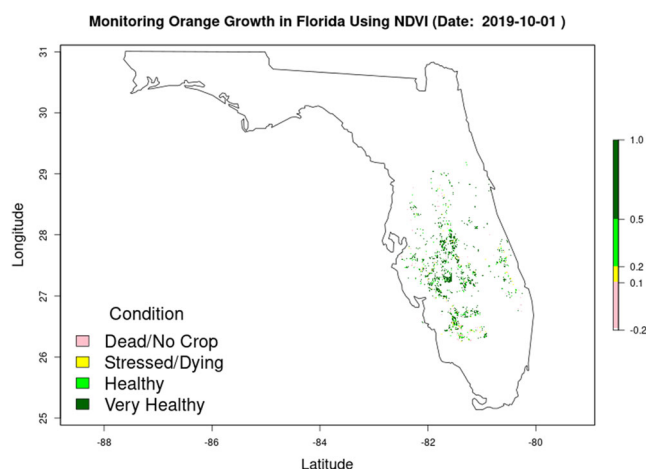 Monitoring Orange Growth in Florida Using NDVI (Date:  2019-10-01 )
31
30
29
28
27
26
25
Longitude
-88
-86
-84
-82
-80
Latitude
Condition
Dead/No Crop
Stressed/Dying
Healthy
Very Healthy
1.0
0.5
0.2
0.1
-0.2